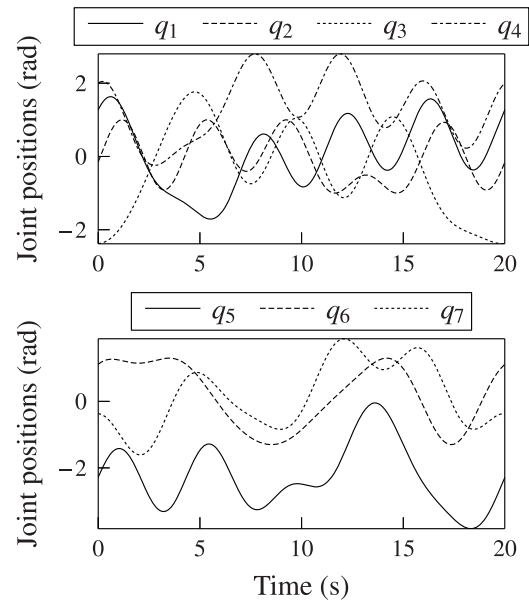 q1 q2 q3 q4
Joint positions (rad)
2
0
−2
0 5 10 15 20
q5 q6 q7
Joint positions (rad)
0
−2
0 5 10 15 20
Time (s)